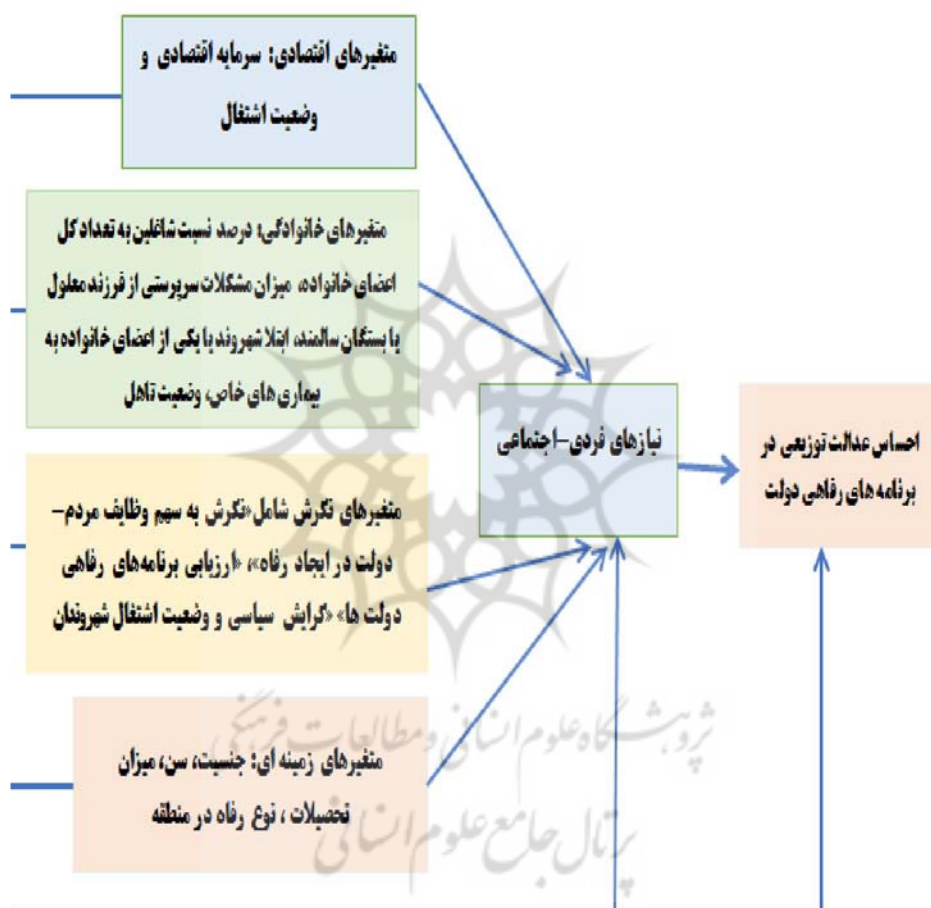 متغیرهای اقتصادی: سرمایه اقتصادی و
وضعیت اشتغال
متغیرهای خانوادگی: درصد نسبت شاغلین به تعداد کل
اعضای خانواده، میزان مشکلات سرپرستی از فرزند معلول
یا بستگان سالمند، ابتلا شهروند یا یکی از اعضای خانواده به
بیماری های خاص، وضعیت تاهل
نیازهای فردی-اجتماعی
احساس عدالت توزیعی در
برنامه های رفاهی دولت
متغیرهای نگرش شامل «نگرش به سهم وظایف مردم-
دولت در ایجاد رفاه»، «ارزیابی برنامه‌های رفاهی
دولت ها» «گرایش سیاسی و وضعیت اشتغال شهروندان
متغیرهای زمینه ای: جنسیت، سن، میزان
تحصیلات ، نوع رفاه در منطقه
پژوهشگاه علوم انسانی و مطالعات فرهنگی
پرتال جامع علوم انسانی